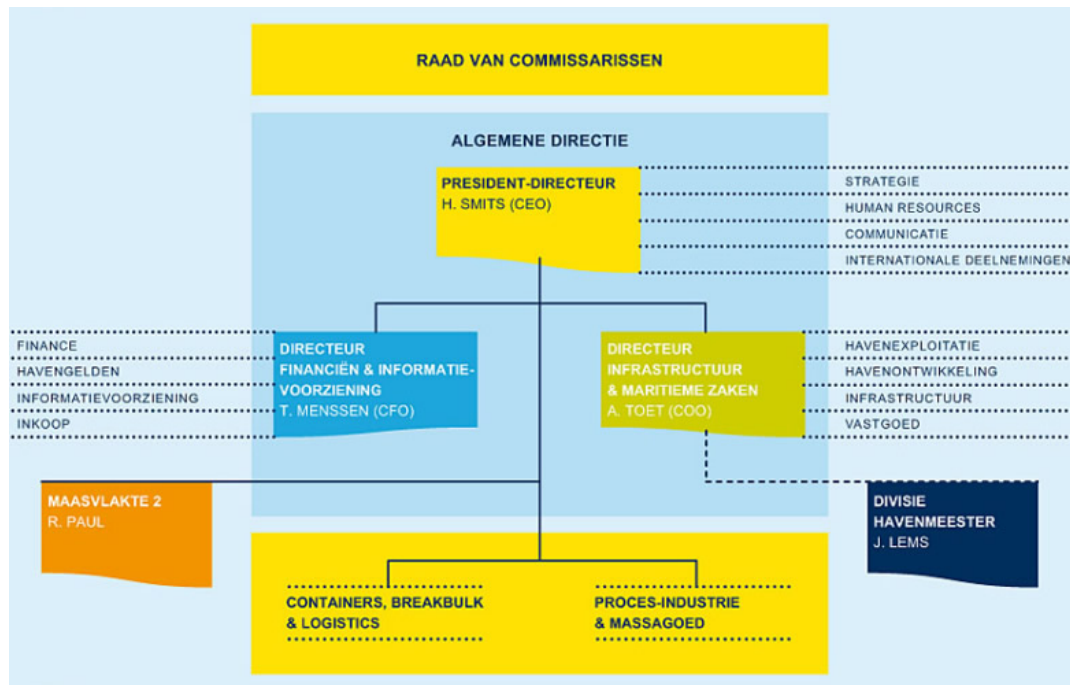 RAAD VAN COMMISSARISSEN
ALGEMENE DIRECTIE
PRESIDENT-DIRECTEUR
H. SMITS (CEO)
STRATEGIE
HUMAN RESOURCES
COMMUNICATIE
INTERNATIONALE DEELNEMINGEN
FINANCE
HAVENGELDEN
INFORMATIEVOORZIENING
INKOOP
DIRECTEUR
FINANCIËN & INFORMATIE-
VOORZIENING
T. MENSSEN (CFO)
DIRECTEUR
INFRASTRUCTUUR
& MARITIEME ZAKEN
A. TOET (COO)
HAVENEXPLOITATIE
HAVENONTWIKKELING
INFRASTRUCTUUR
VASTGOED
MAASVLAKTE 2
R. PAUL
DIVISIE
HAVENMEESTER
J. LEMS
CONTAINERS, BREAKBULK
& LOGISTICS
PROCES-INDUSTRIE
& MASSAGOED